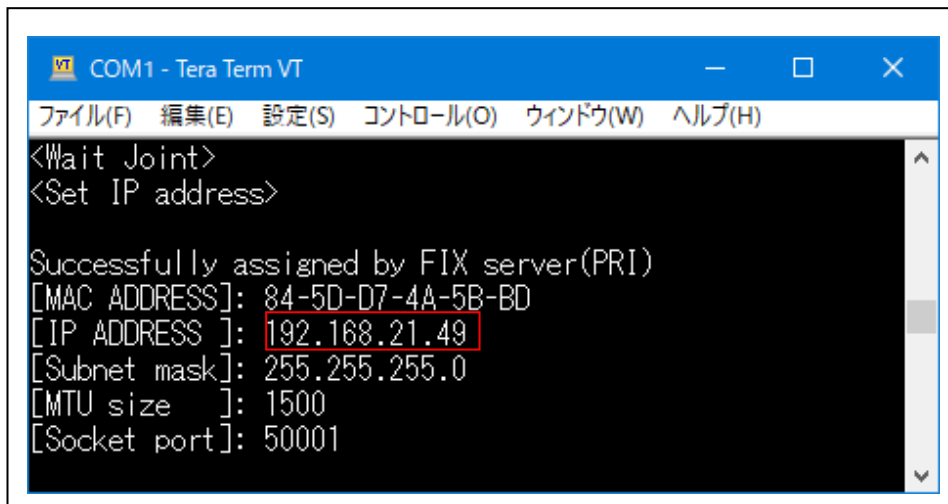 COM1 - Tera Term VT
ファイル(F) 編集(E) 設定(S) コントロール(O) ウィンドウ(W) ヘルプ(H)
<Wait Joint>
<Set IP address>
Successfully assigned by FIX server(PRI)
[MAC ADDRESS]: 84-5D-D7-4A-5B-BD
[IP ADDRESS ]: 192.168.21.49
[Subnet mask]: 255.255.255.0
[MTU size   ]: 1500
[Socket port]: 50001